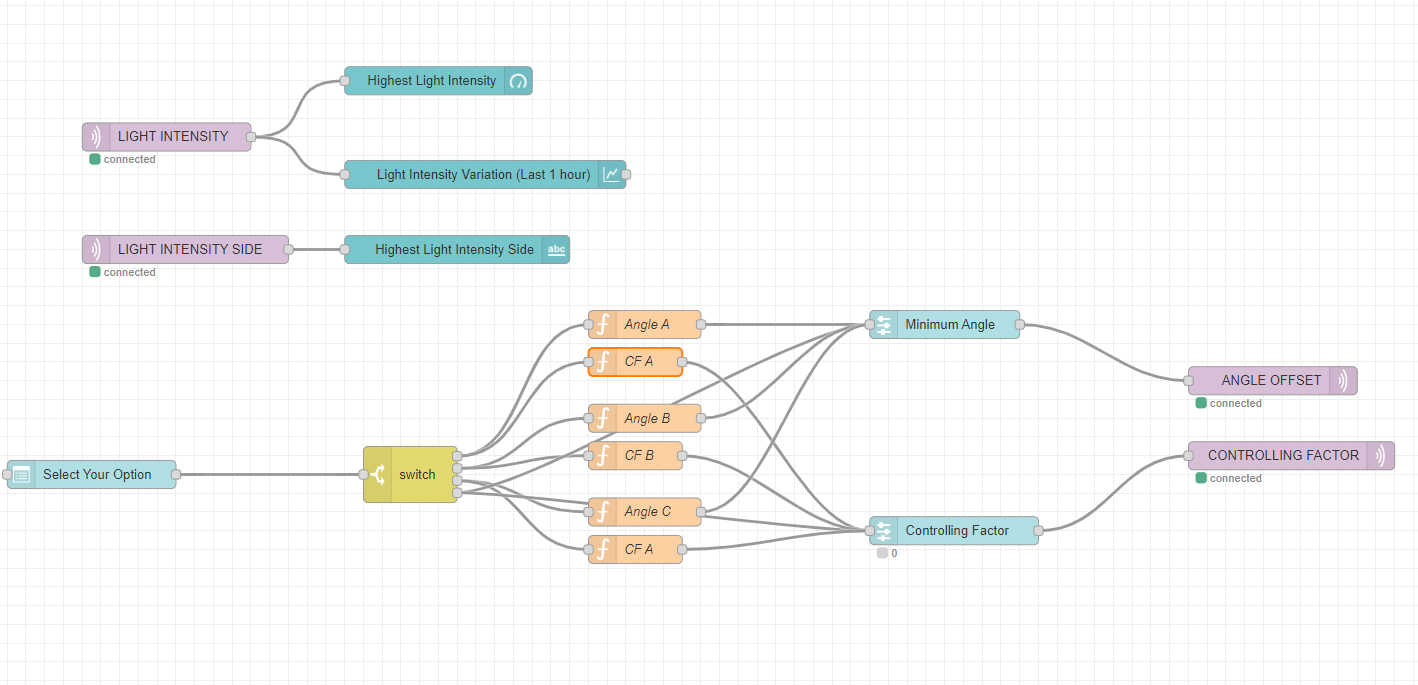 Highest Light Intensity
LIGHT INTENSITY
connected
Light Intensity Variation (Last 1 hour)
abc
LIGHT INTENSITY SIDE
Highest Light Intensity Side
connected
Angle A
Minimum Angle
CF A
ANGLE OFFSET
connected
Angle B
CF B
CONTROLLING FACTOR
connected
Select Your Option
switch
Angle C
Controlling Factor
CF A
0